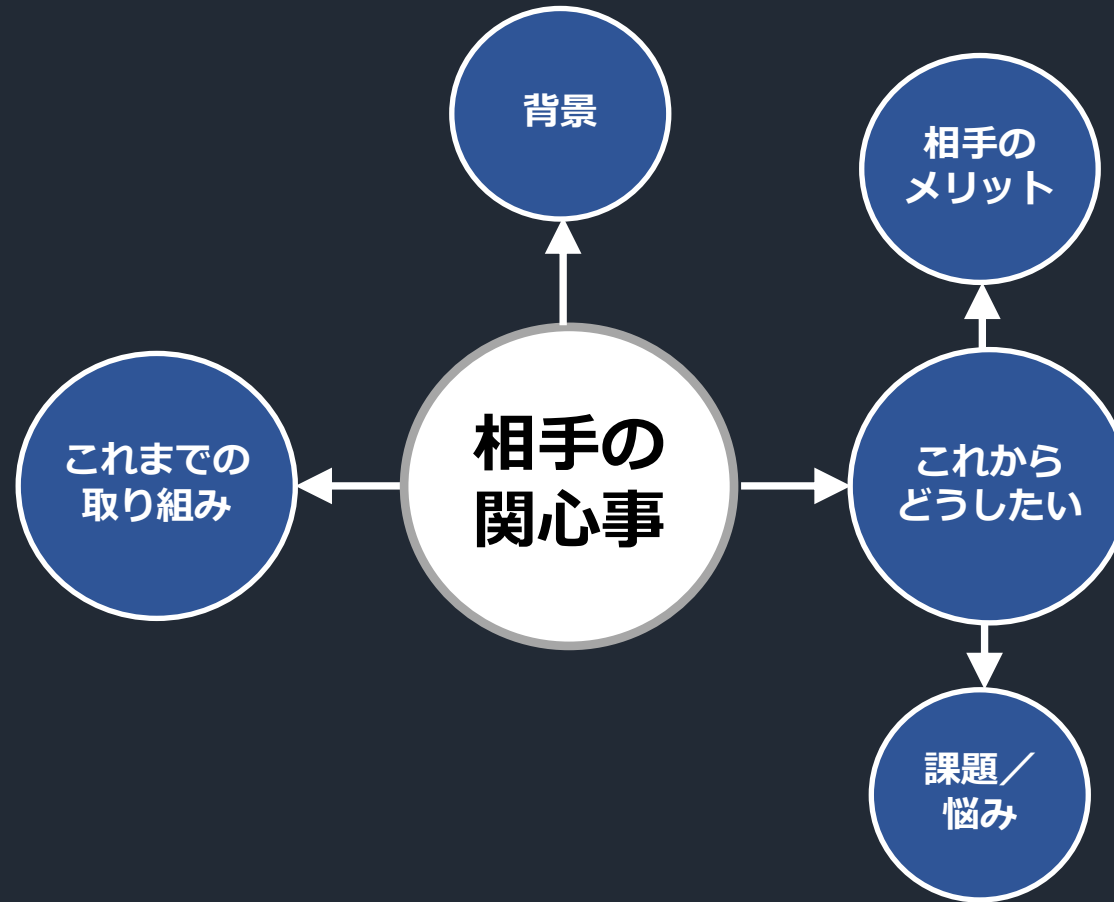 背景
相手の
メリット
相手の
関心事
これまでの
取り組み
これから
どうしたい
課題／
悩み